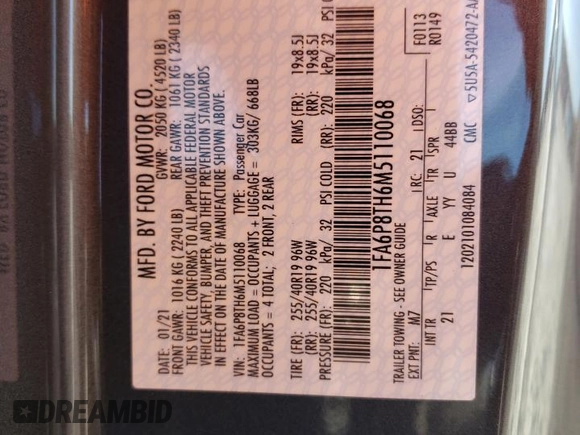 MFD. BY FORD MOTOR CO.
DATE: 01/21 GVWR: 2050 KG ( 4520 LB)
FRONT GAWR: 1016 KG (2240 LB) REAR GAWR: 1061 KG ( 2340 LB)
THIS VEHICLE CONFORMS TO ALL APPLICABLE FEDERAL MOTOR
VEHICLE SAFETY, BUMPER, AND THEFT PREVENTION STANDARDS
IN EFFECT ON THE DATE OF MANUFACTURE SHOWN ABOVE.
VIN: 1FA6P8TH6M5110068 TYPE: Passenger Car
MAXIMUM LOAD = OCCUPANTS + LUGGAGE = 303KG/ 668LB
OCCUPANTS = 4 TOTAL; 2 FRONT, 2 REAR
TIRE (FR): 255/40R19 96W RIMS (FR): 19x8.5J
(RR): 255/40R19 96W (RR): 19x8.5J
PRESSURE (FR): 220 kPa/ 32 PSI COLD (RR): 220 kPa/ 32 PSI
1FA6P8TH6M5110068
TRAILER TOWING - SEE OWNER GUIDE
EXT PNT: M7 RC: 21 DSO: F0113
R0149
INT TR TP/PS R AXLE TR SPR
21 E YY U 44BB
1202101084084 CMC 5U5A-5420472-A
DREAMBID